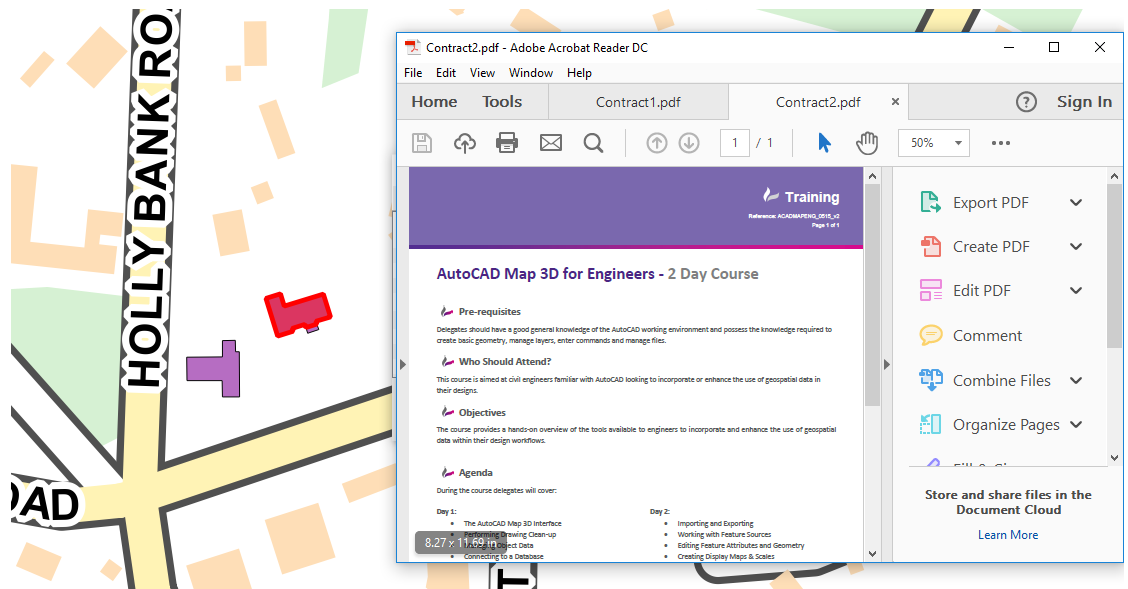 HOLLY BANK RO
OAD
T
Contract2.pdf - Adobe Acrobat Reader DC
File Edit View Window Help
Home Tools Contract1.pdf Contract2.pdf × ? Sign In
1 / 1 50%
Training
Reference: ACADMAPENG_0515_v2
Page 1 of 1
AutoCAD Map 3D for Engineers - 2 Day Course
Pre-requisites
Delegates should have a good general knowledge of the AutoCAD working environment and possess the knowledge required to
create basic geometry, manage layers, enter commands and manage files.
Who Should Attend?
This course is aimed at civil engineers familiar with AutoCAD looking to incorporate or enhance the use of geospatial data in
their designs.
Objectives
The course provides a hands-on overview of the tools available to engineers to incorporate and enhance the use of geospatial
data within their design workflows.
Agenda
During the course delegates will cover:
Day 1:
• The AutoCAD Map 3D Interface
• Performing Drawing Clean-up
• Object Data
• Connecting to a Database
Day 2:
• Importing and Exporting
• Working with Feature Sources
• Editing Feature Attributes and Geometry
• Creating Display Maps & Scales
8.27 x 11.69 in
Export PDF
Create PDF
Edit PDF
Comment
Combine Files
Organize Pages
Store and share files in the
Document Cloud
Learn More